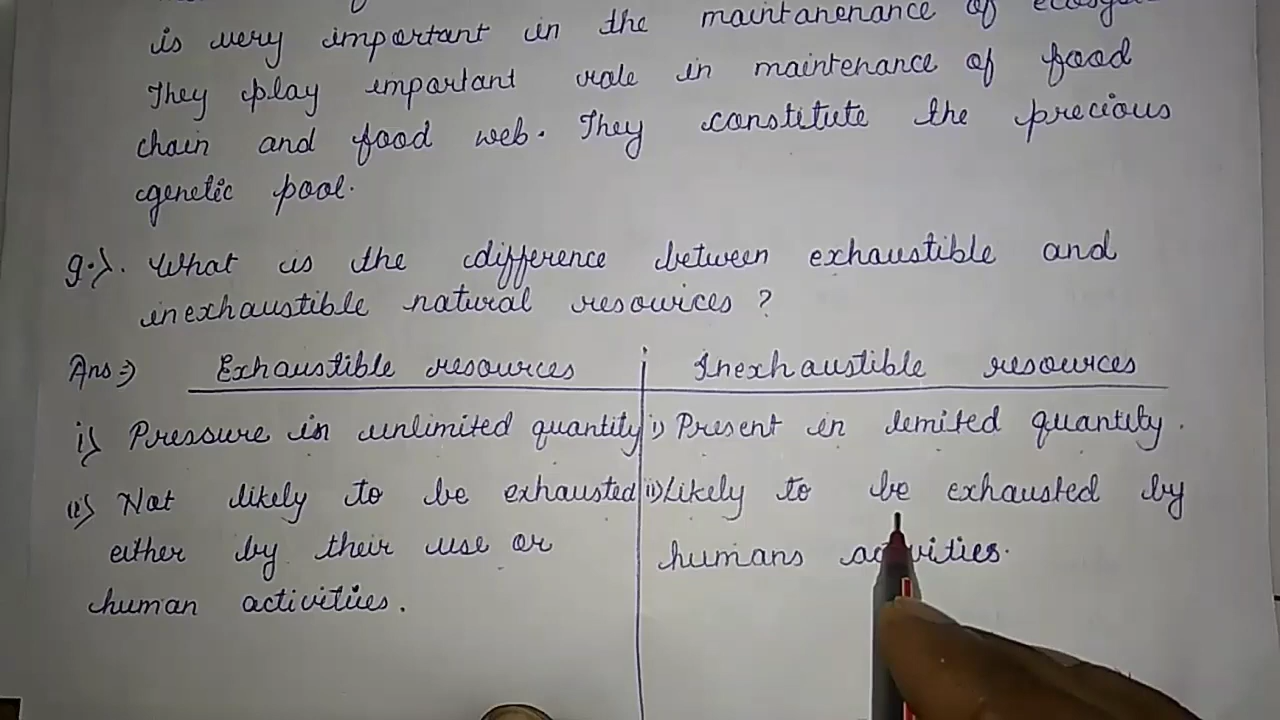 is very important in the maintanenance of
They play important role in maintenance of food
chain and food web. They constitute the precious
genetic pool.
g.). What is the difference between exhaustible and
inexhaustible natural resources ?
Ans⇒) Exhaustible resources Inexhaustible resources
i) Pressure in unlimited quantity i) Present in lemited quantity.
ii) Not likely to be exhausted ii) Likely to be exhausted by
either by their use or humans activities.
human activitiies.